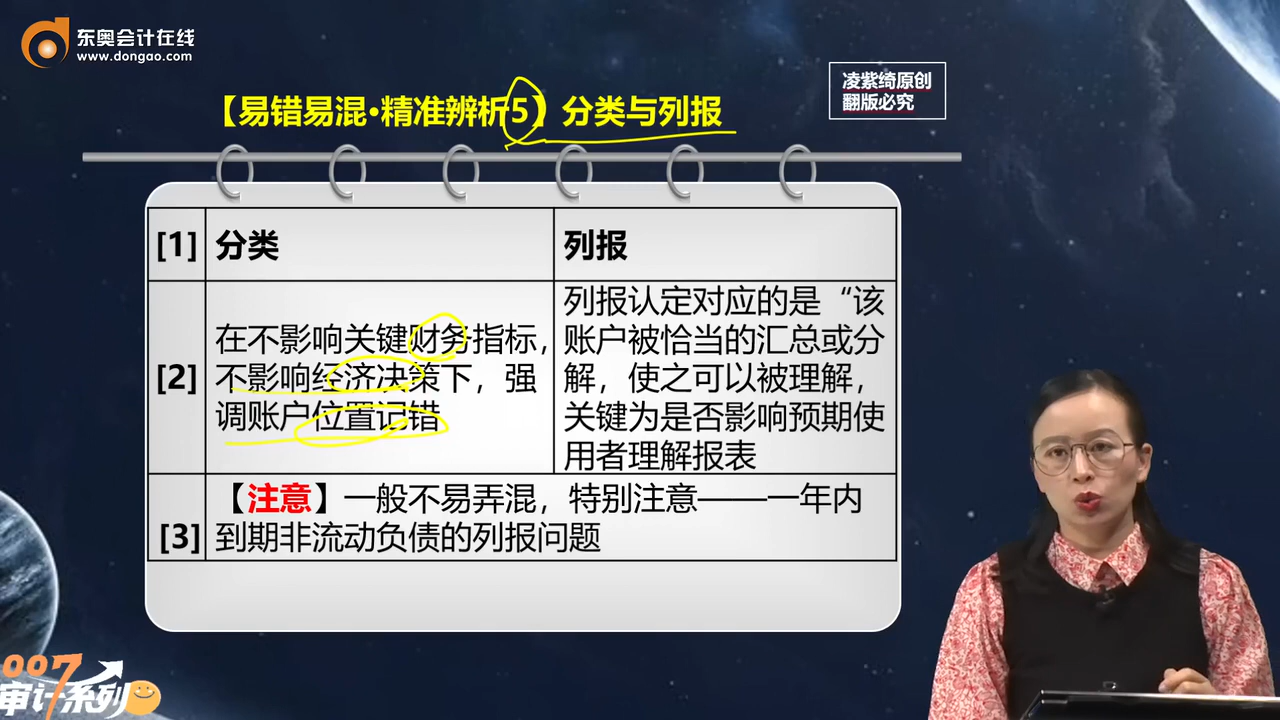 东奥会计在线
www.dongao.com
凌紫绮原创
翻版必究
【易错易混·精准辨析5】分类与列报
[1] 分类 列报
[2] 在不影响关键财务指标，
不影响经济决策下，强
调账户位置记错
列报认定对应的是“该
账户被恰当的汇总或分
解，使之可以被理解，
关键为是否影响预期使
用者理解报表
[3] 【注意】一般不易弄混，特别注意——一年内
到期非流动负债的列报问题
007
审计系列